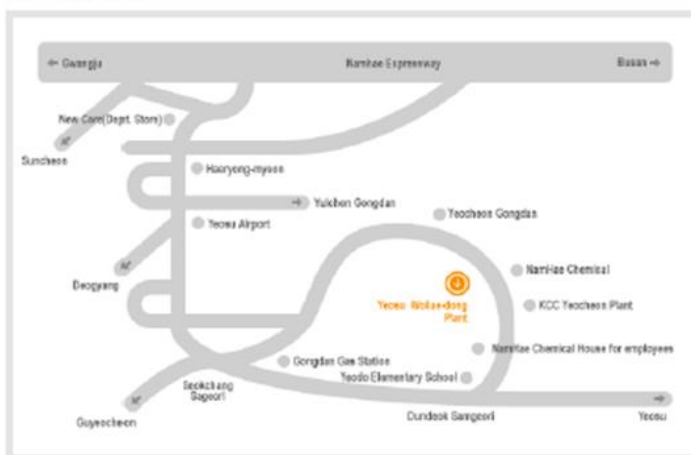 ← Gwangju
Namhae Expressway
Busan →
New Core(Dept. Store)
Suncheon
Haeryong-myeon
Yulchon Gongdan
Yeocheon Gongdan
Yeosu Airport
NamHae Chemical
Deogyang
Yeosu Wollae-dong
Plant
KCC Yeocheon Plant
NamHae Chemical House for employees
Gongdan Gas Station
Yeodo Elementary School
Seokchang
Sageori
Dundeok Samgeori
Guyeocheon
Yeosu